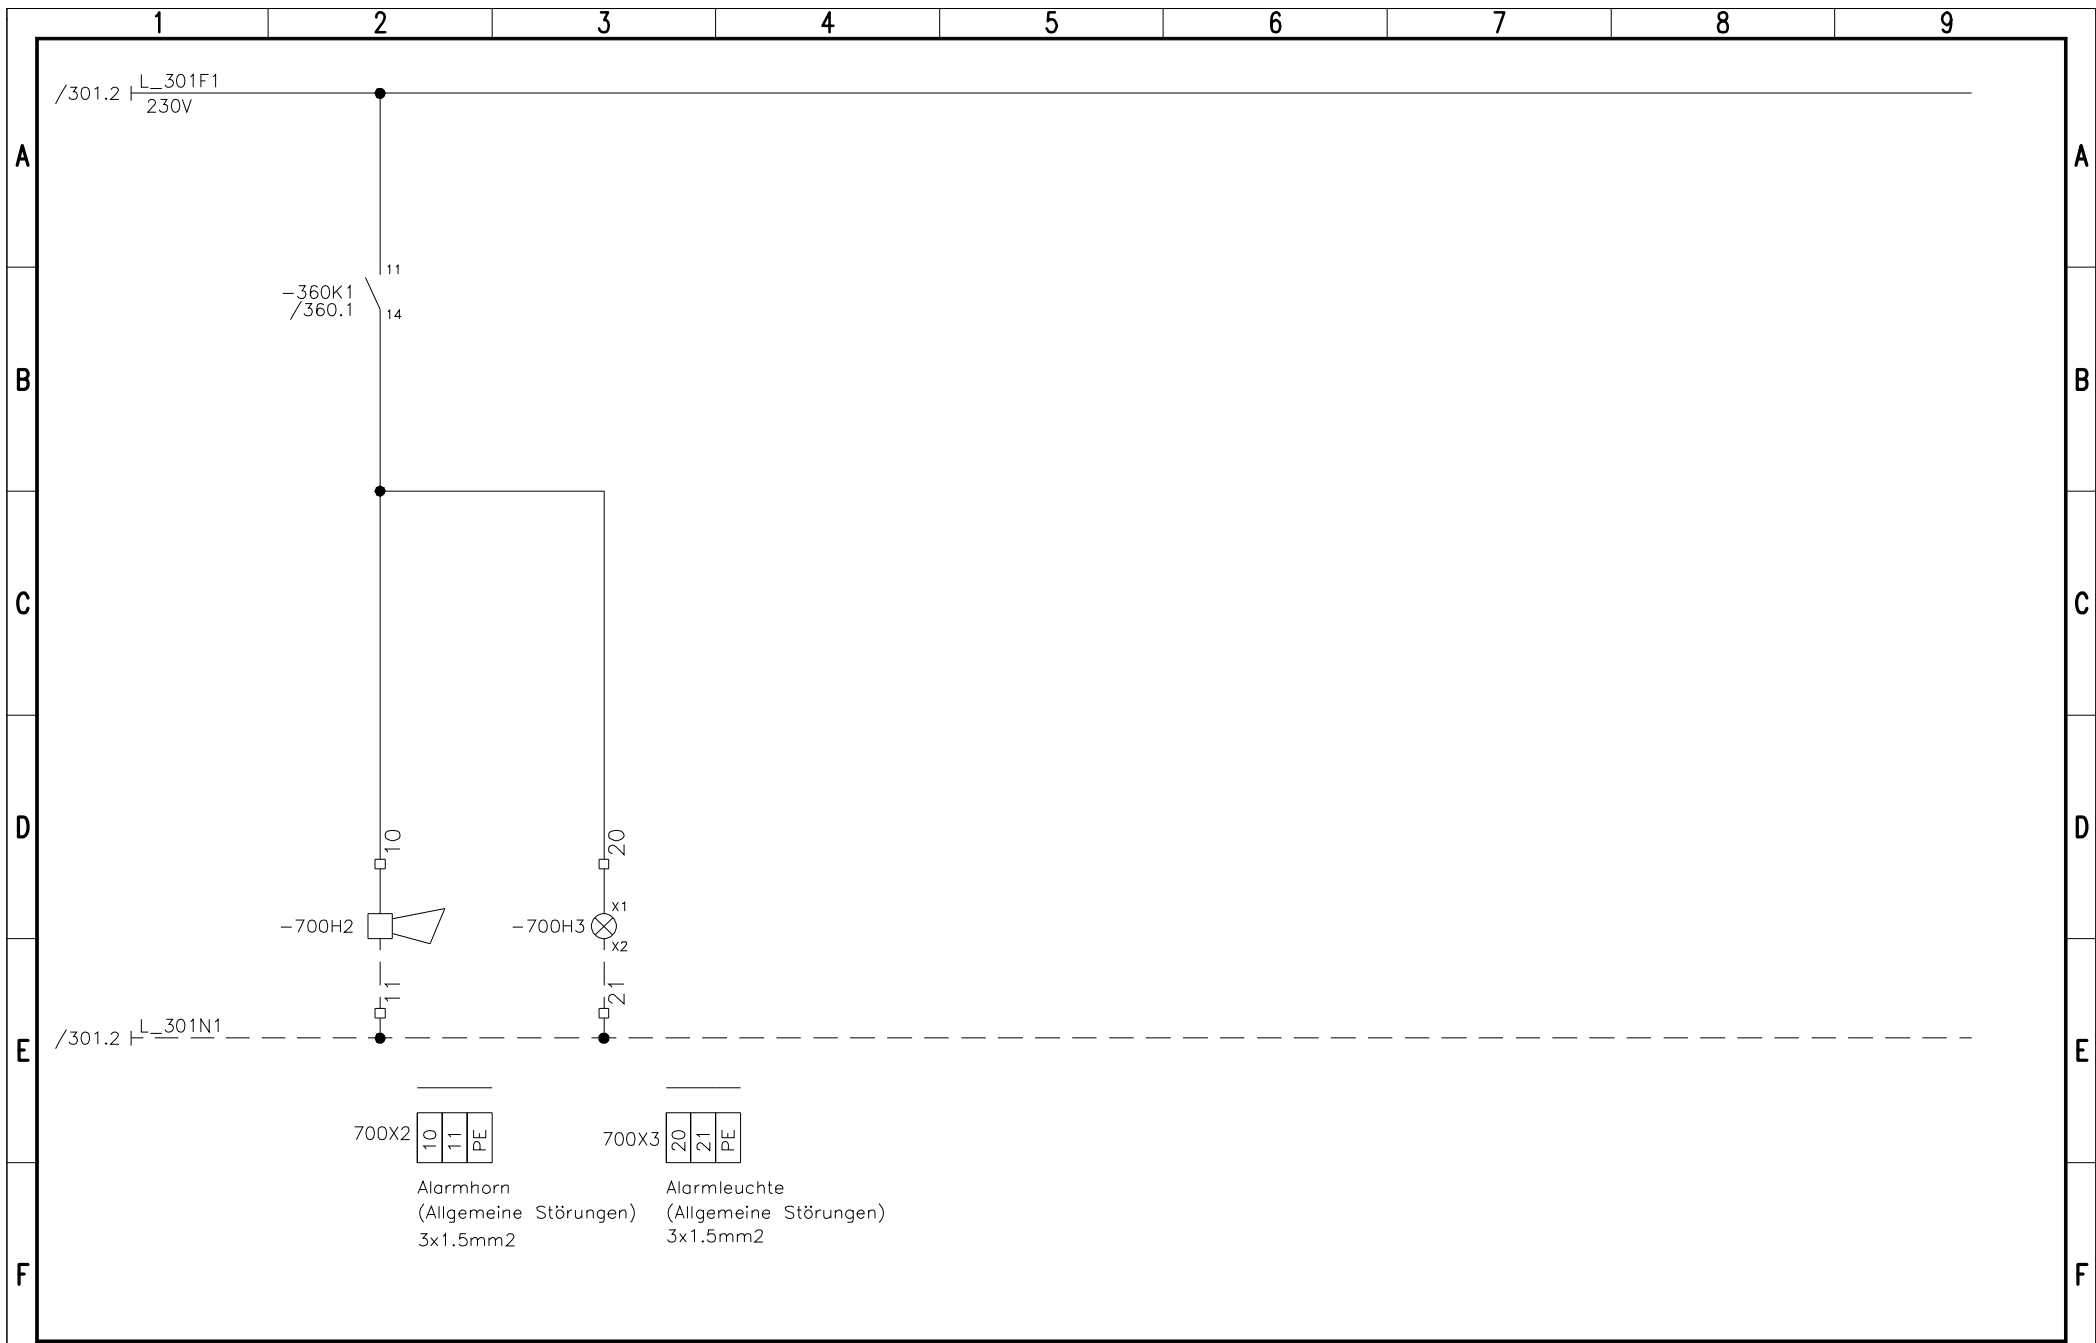 1 2 3 4 5 6 7 8 9
/301.2 L_301F1
230V
A A
11
-360K1
/360.1 14
B B
C C
10 20
D D
-700H2 -700H3 X1
X2
11 21
/301.2 L_301N1
E E
700X2 10 11 PE 700X3 20 21 PE
Alarmhorn
(Allgemeine Störungen)
3x1.5mm2
Alarmleuchte
(Allgemeine Störungen)
3x1.5mm2
F F